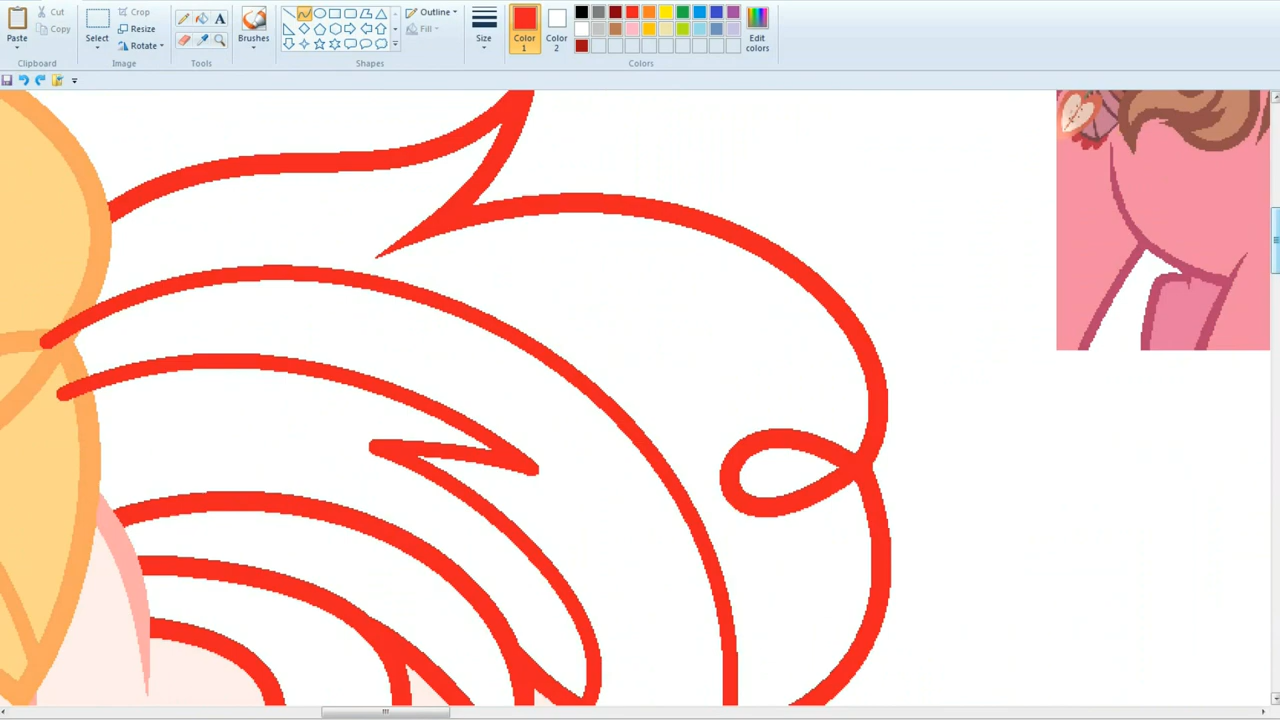 Paste
Cut
Copy
Clipboard
Select
Crop
Resize
Rotate
Image
A
Tools
Brushes
Shapes
Outline
Fill
Size
Color
1
Color
2
Colors
Edit
colors